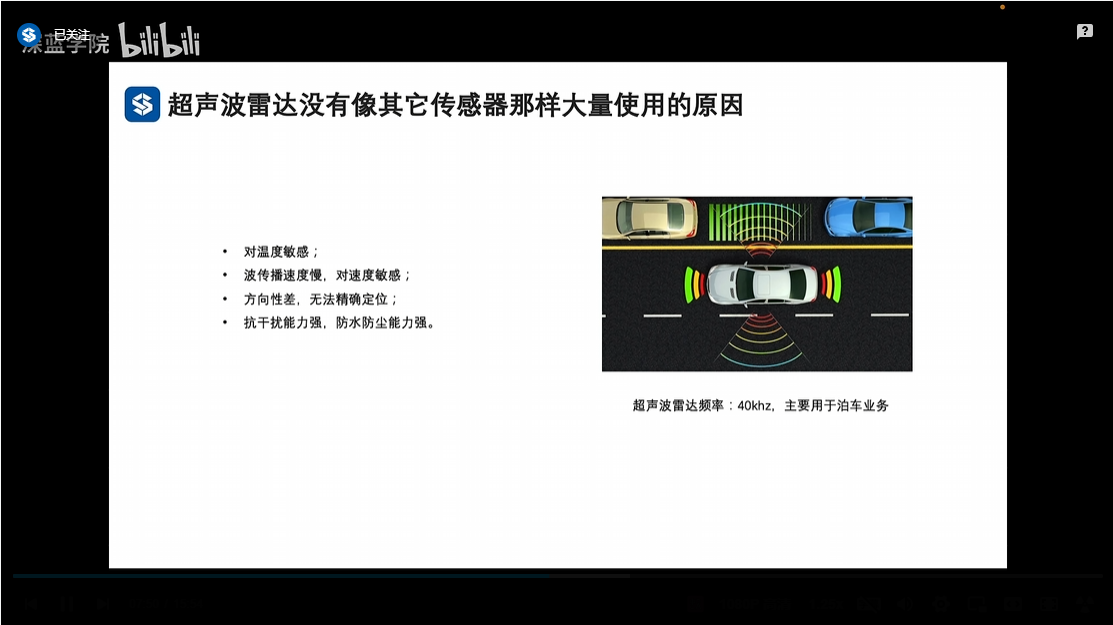 已关注
深蓝学院 bilibili
超声波雷达没有像其它传感器那样大量使用的原因
• 对温度敏感；
• 波传播速度慢，对速度敏感；
• 方向性差，无法精确定位；
• 抗干扰能力强，防水防尘能力强。
超声波雷达频率：40khz，主要用于泊车业务